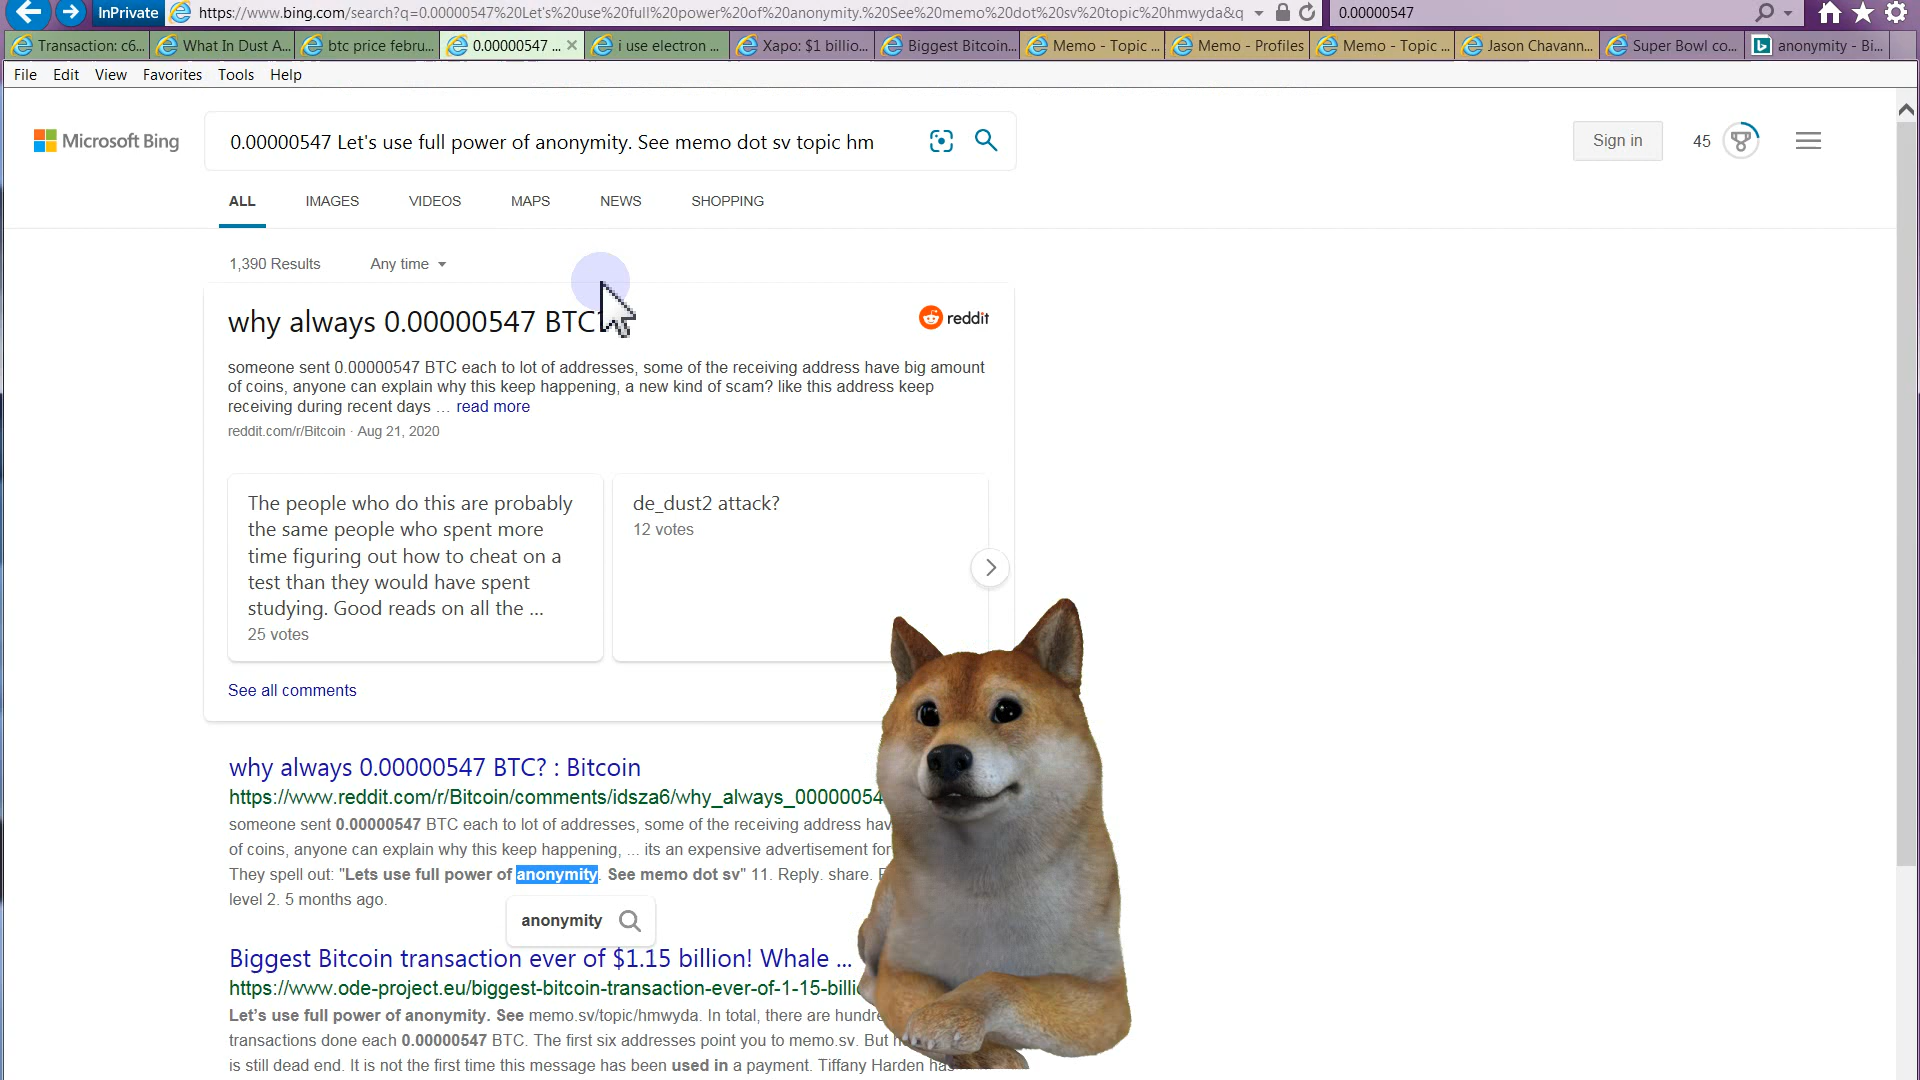 InPrivate
https://www.bing.com/search?q=0.00000547%20Let's%20use%20full%20power%20of%20anonymity.%20See%20memo%20dot%20sv%20topic%20hmwyda&q
0.00000547
Transaction: c6...
What In Dust A...
btc price febru...
0.00000547 ...
i use electron ...
Xapo: $1 billio...
Biggest Bitcoin...
Memo - Topic ...
Memo - Profiles
Memo - Topic ...
Jason Chavann...
Super Bowl co...
anonymity - Bi...
File Edit View Favorites Tools Help
Microsoft Bing
0.00000547 Let's use full power of anonymity. See memo dot sv topic hm
Sign in
45
ALL IMAGES VIDEOS MAPS NEWS SHOPPING
1,390 Results Any time
why always 0.00000547 BTC?
reddit
someone sent 0.00000547 BTC each to lot of addresses, some of the receiving address have big amount
of coins, anyone can explain why this keep happening, a new kind of scam? like this address keep
receiving during recent days ... read more
reddit.com/r/Bitcoin · Aug 21, 2020
The people who do this are probably
the same people who spent more
time figuring out how to cheat on a
test than they would have spent
studying. Good reads on all the ...
25 votes
de_dust2 attack?
12 votes
See all comments
why always 0.00000547 BTC? : Bitcoin
https://www.reddit.com/r/Bitcoin/comments/idsza6/why_always_00000054
someone sent 0.00000547 BTC each to lot of addresses, some of the receiving address hav
of coins, anyone can explain why this keep happening, ... its an expensive advertisement for
They spell out: "Lets use full power of anonymity. See memo dot sv" 11. Reply. share.
level 2. 5 months ago.
anonymity
Biggest Bitcoin transaction ever of $1.15 billion! Whale ...
https://www.ode-project.eu/biggest-bitcoin-transaction-ever-of-1-15-billi
Let's use full power of anonymity. See memo.sv/topic/hmwyda. In total, there are hundre
transactions done each 0.00000547 BTC. The first six addresses point you to memo.sv. But
is still dead end. It is not the first time this message has been used in a payment. Tiffany Harden has